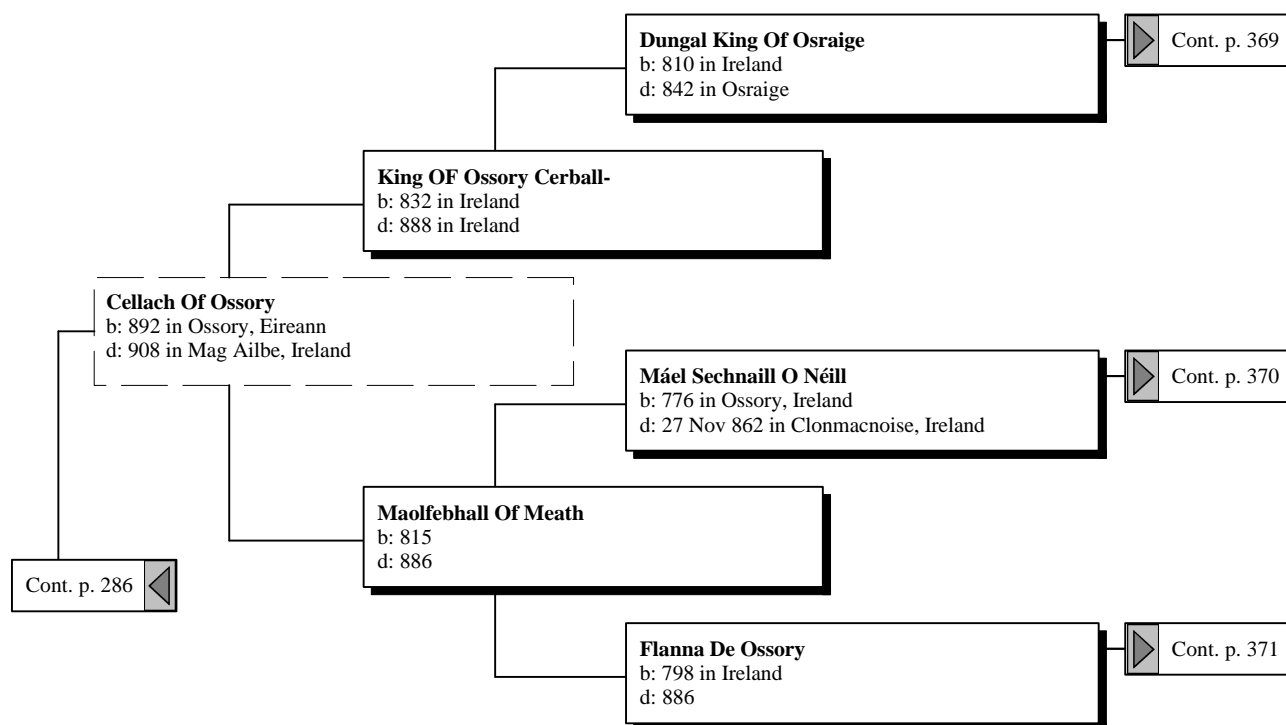 Dungal King Of Osraige
b: 810 in Ireland
d: 842 in Osraige
Cont. p. 369
King OF Ossory Cerball-
b: 832 in Ireland
d: 888 in Ireland
Cellach Of Ossory
b: 892 in Ossory, Eireann
d: 908 in Mag Ailbe, Ireland
Máel Sechnaill O Néill
b: 776 in Ossory, Ireland
d: 27 Nov 862 in Clonmacnoise, Ireland
Cont. p. 370
Maolfebhall Of Meath
b: 815
d: 886
Cont. p. 286
Flanna De Ossory
b: 798 in Ireland
d: 886
Cont. p. 371